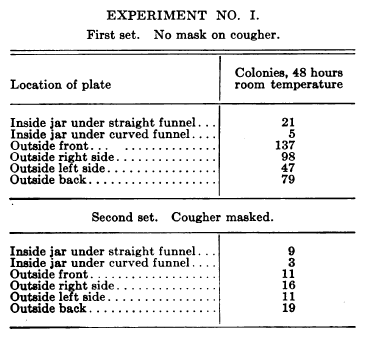 EXPERIMENT NO. I.
First set. No mask on cougher.
Location of plate
Colonies, 48 hours
room temperature
Inside jar under straight funnel... 21
Inside jar under curved funnel.... 5
Outside front... ................ 137
Outside right side................ 98
Outside left side................. 47
Outside back..................... 79
Second set. Cougher masked.
Inside jar under straight funnel... 9
Inside jar under curved funnel.... 3
Outside front.................... 11
Outside right side................ 16
Outside left side................. 11
Outside back..................... 19